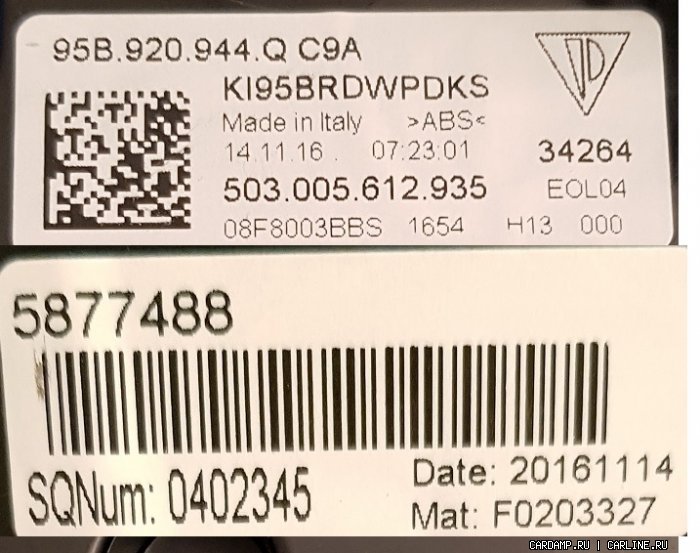 95B.920.944.Q C9A
KI95BRDWPDKS
Made in Italy >ABS<
14.11.16 . 07:23:01 34264
503.005.612.935 EOL04
08F8003BBS 1654 H13 000
5877488
SQNum: 0402345
Date: 20161114
Mat: F0203327
CARDAMP.RU | CARLINE.RU